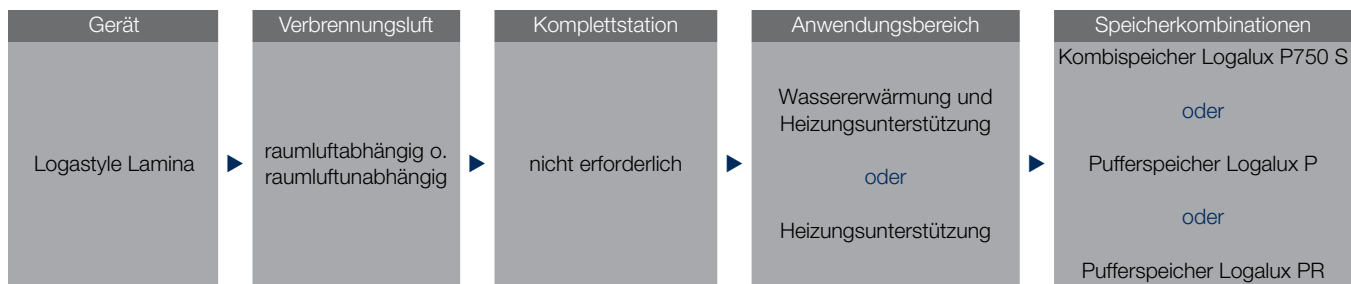 Gerät
Logastyle Lamina
Verbrennungsluft
raumluftabhängig o.
raumluftunabhängig
Komplettstation
nicht erforderlich
Anwendungsbereich
Wassererwärmung und
Heizungsunterstützung
oder
Heizungsunterstützung
Speicherkombinationen
Kombispeicher Logalux P750 S
oder
Pufferspeicher Logalux P
oder
Pufferspeicher Logalux PR